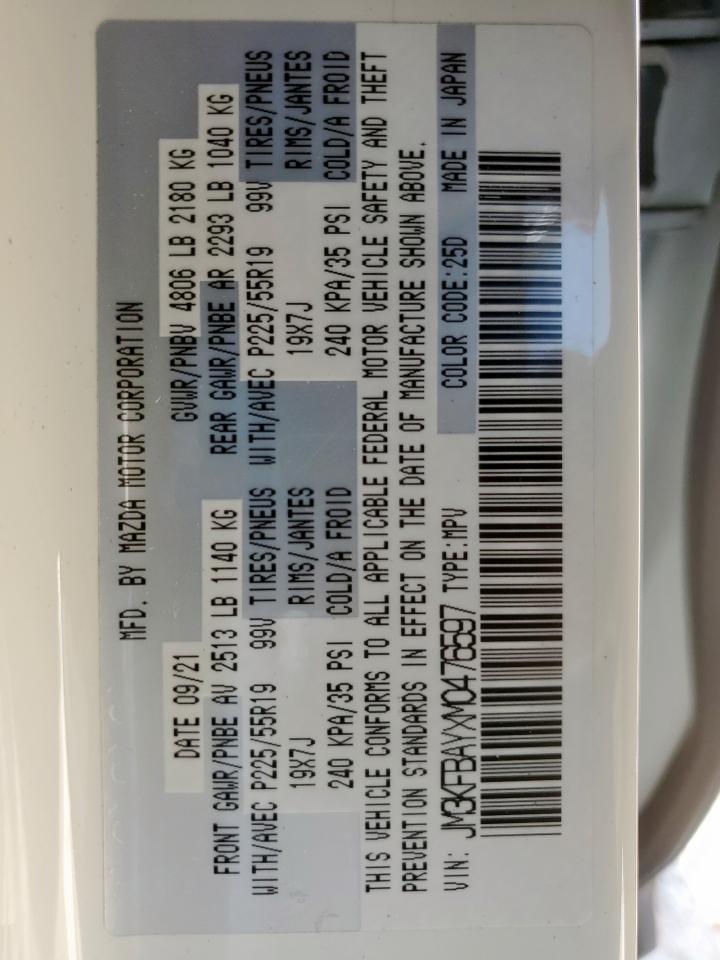 MFD. BY MAZDA MOTOR CORPORATION
DATE 09/21 GVWR/PNBV 4806 LB 2180 KG
FRONT GAWR/PNBE AV 2513 LB 1140 KG REAR GAWR/PNBE AR 2293 LB 1040 KG
WITH/AVEC P225/55R19 99V TIRES/PNEUS WITH/AVEC P225/55R19 99V TIRES/PNEUS
19X7J RIMS/JANTES 19X7J RIMS/JANTES
240 KPA/35 PSI COLD/A FROID 240 KPA/35 PSI COLD/A FROID
THIS VEHICLE CONFORMS TO ALL APPLICABLE FEDERAL MOTOR VEHICLE SAFETY AND THEFT
PREVENTION STANDARDS IN EFFECT ON THE DATE OF MANUFACTURE SHOWN ABOVE.
VIN: JM3KFBAYXM0476597 TYPE:MPV COLOR CODE:25D MADE IN JAPAN